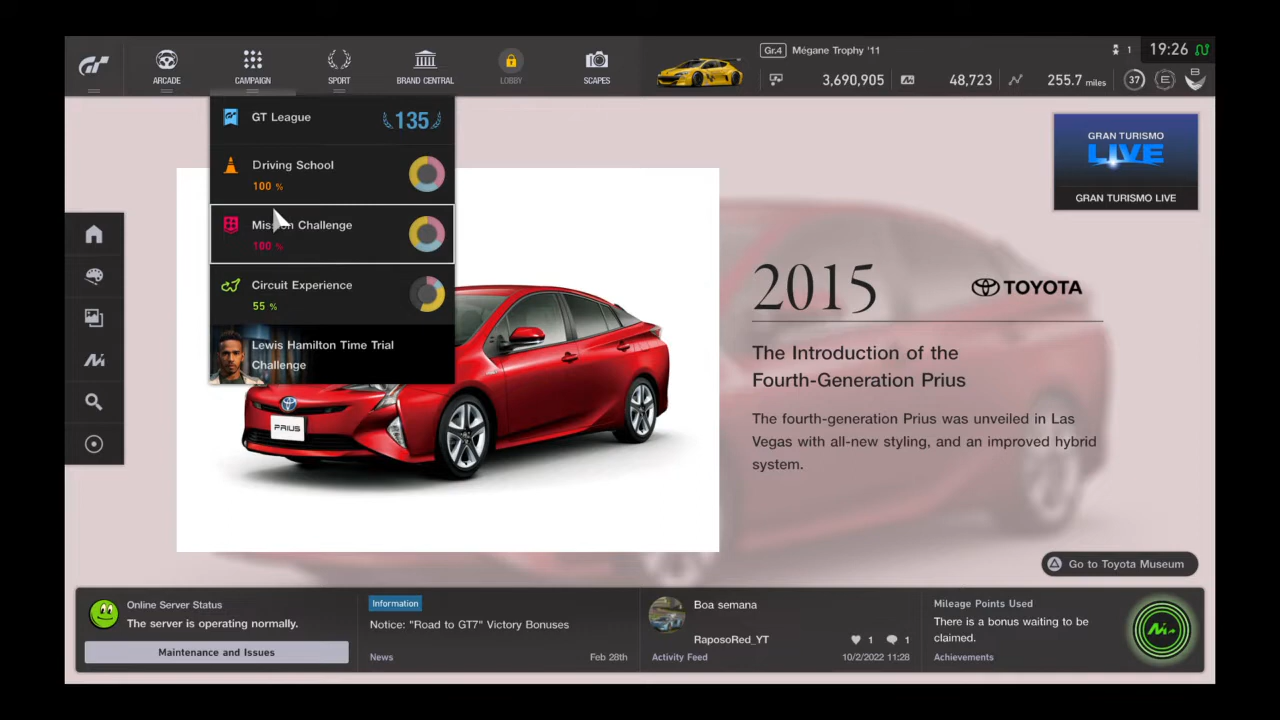 ARCADE
CAMPAIGN
SPORT
BRAND CENTRAL
LOBBY
SCAPES
Gr.4 Mégane Trophy '11
1
19:26
3,690,905
48,723
255.7 miles
37
E
B
GT League
135
Driving School
100 %
Mission Challenge
100 %
Circuit Experience
55 %
Lewis Hamilton Time Trial
Challenge
GRAN TURISMO
LIVE
GRAN TURISMO LIVE
PRIUS
2015
TOYOTA
The Introduction of the
Fourth-Generation Prius
The fourth-generation Prius was unveiled in Las
Vegas with all-new styling, and an improved hybrid
system.
Go to Toyota Museum
Online Server Status
The server is operating normally.
Maintenance and Issues
Information
Notice: "Road to GT7" Victory Bonuses
News
Feb 28th
Boa semana
RaposoRed_YT
1
1
Activity Feed
10/2/2022 11:28
Mileage Points Used
There is a bonus waiting to be
claimed.
Achievements